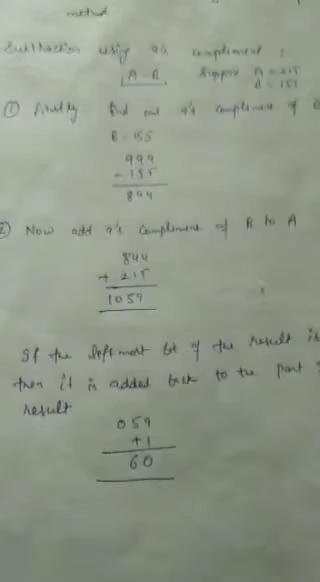 method
Subtraction using 9's complement :
A - B Suppose A = 215
B = 155
① Firstly find out 9's complement of B
B - 155
999
- 155
844
② Now add 9's complement of B to A
844
+ 215
1059
If the left most bit of the result is
then it is added back to the part
result
059
+1
60